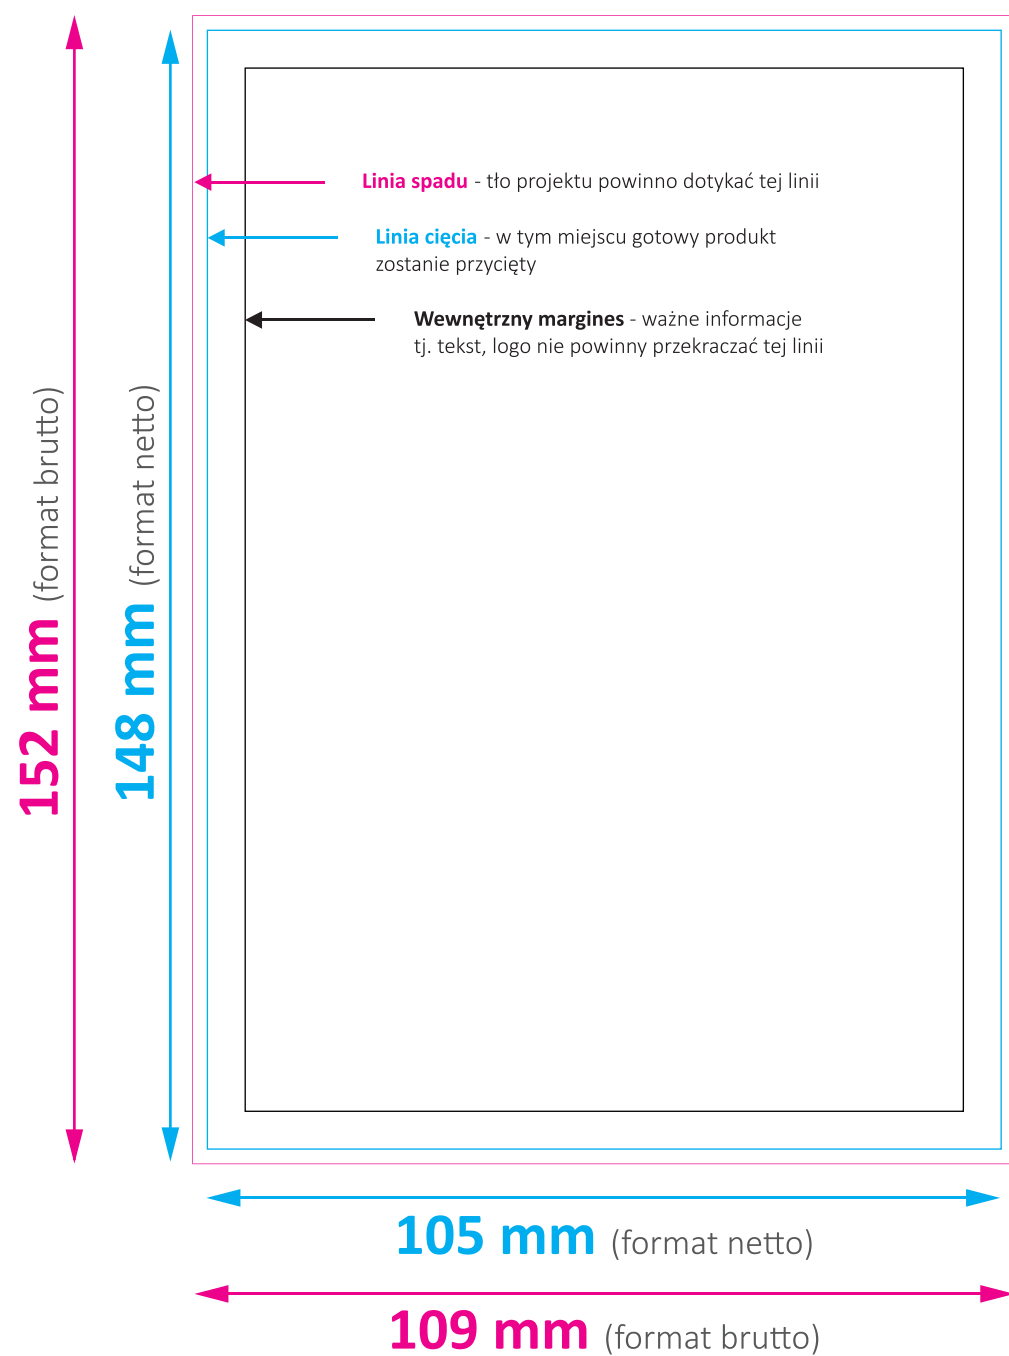 Linia spadu - tło projektu powinno dotykać tej linii
Linia cięcia - w tym miejscu gotowy produkt
zostanie przycięty
Wewnętrzny margines - ważne informacje
tj. tekst, logo nie powinny przekraczać tej linii
152 mm (format brutto)
148 mm (format netto)
105 mm (format netto)
109 mm (format brutto)